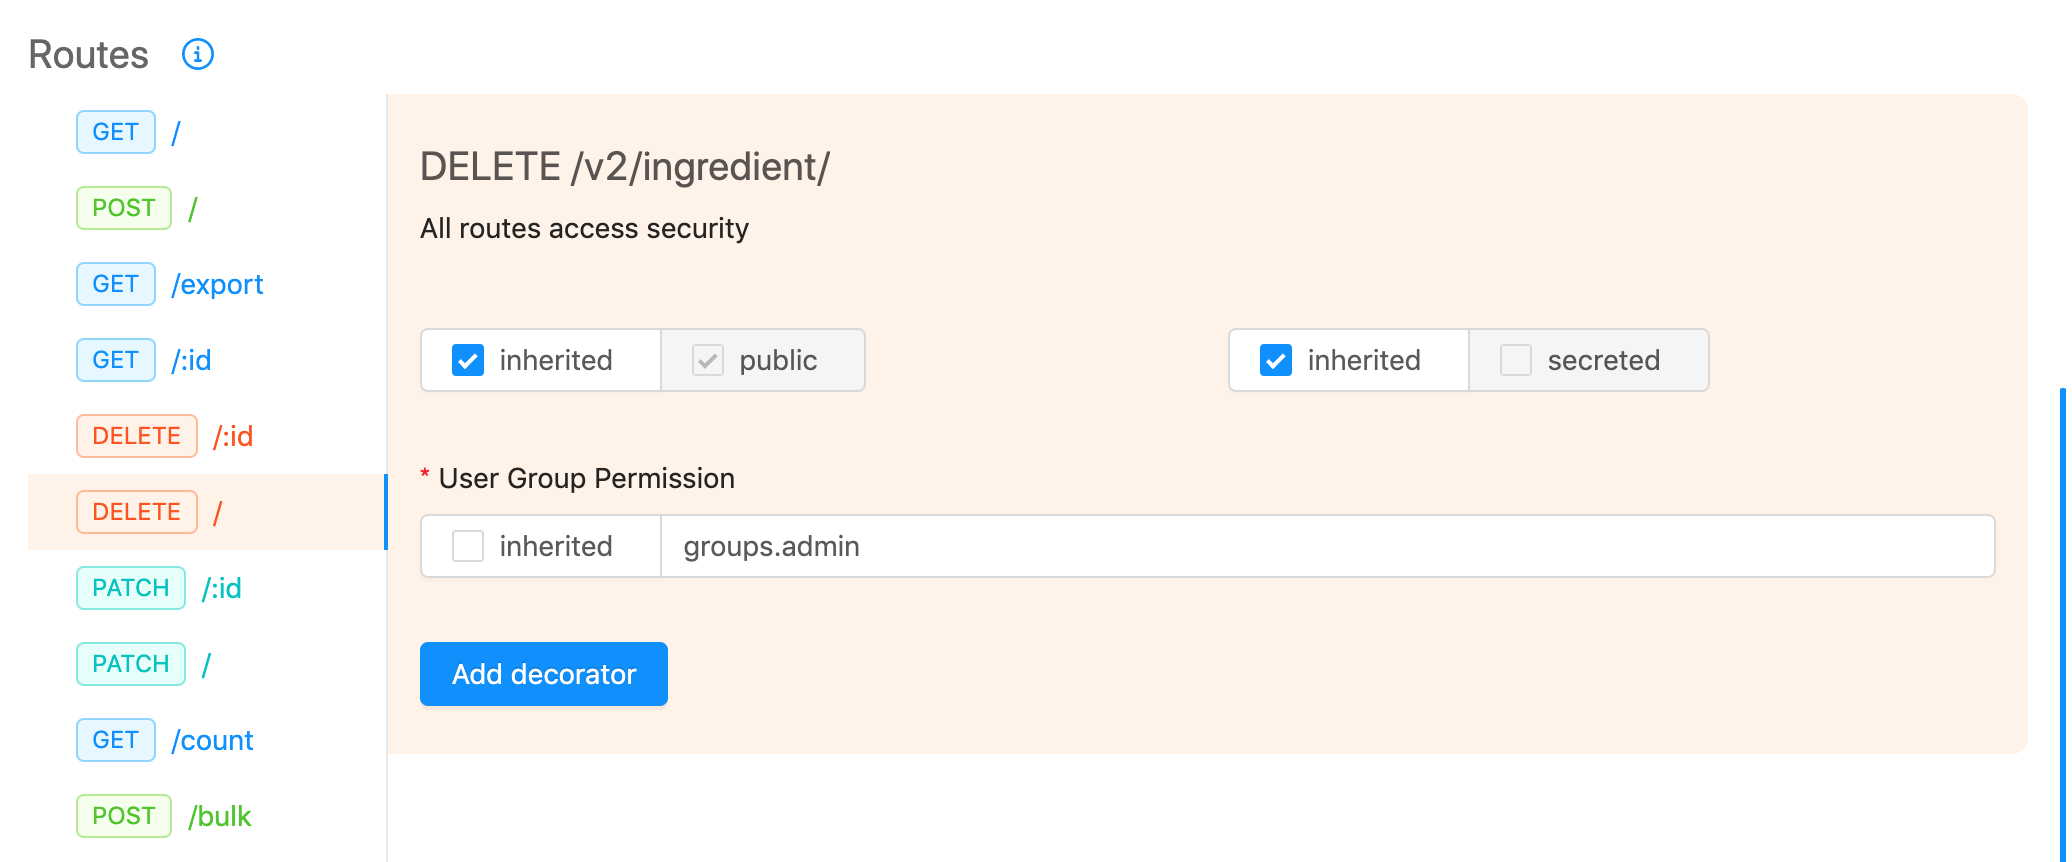 Routes
GET /
POST /
GET /export
GET /:id
DELETE /:id
DELETE /
PATCH /:id
PATCH /
GET /count
POST /bulk
DELETE /v2/ingredient/
All routes access security
inherited public inherited secreted
* User Group Permission
inherited groups.admin
Add decorator